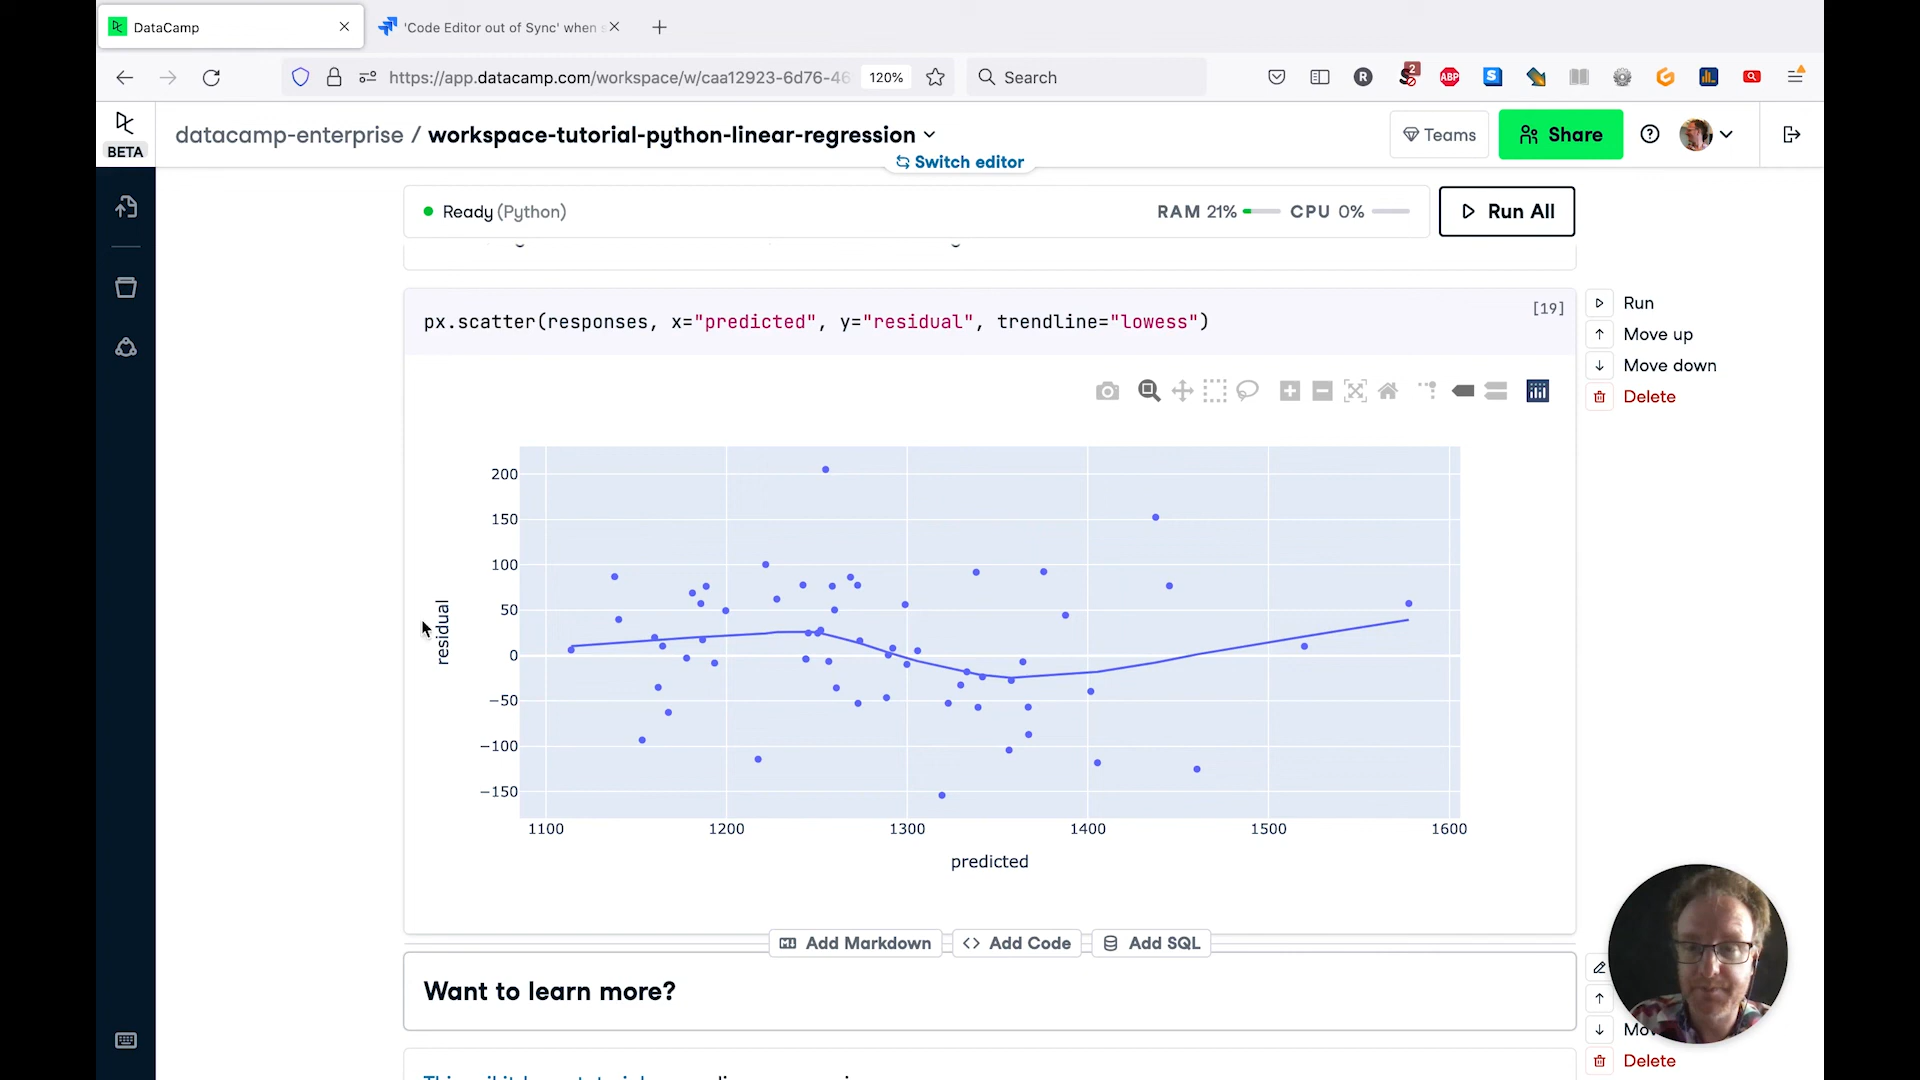 DataCamp
'Code Editor out of Sync' when s
https://app.datacamp.com/workspace/w/caa12923-6d76-46
120%
Search
R
2
ABP
S
BETA
datacamp-enterprise / workspace-tutorial-python-linear-regression
Switch editor
Teams
Share
Ready (Python)
RAM 21%
CPU 0%
Run All
px.scatter(responses, x="predicted", y="residual", trendline="lowess")
[19]
Run
Move up
Move down
Delete
200
150
100
50
0
−50
−100
−150
residual
1100 1200 1300 1400 1500 1600
predicted
Add Markdown
Add Code
Add SQL
Want to learn more?
Delete